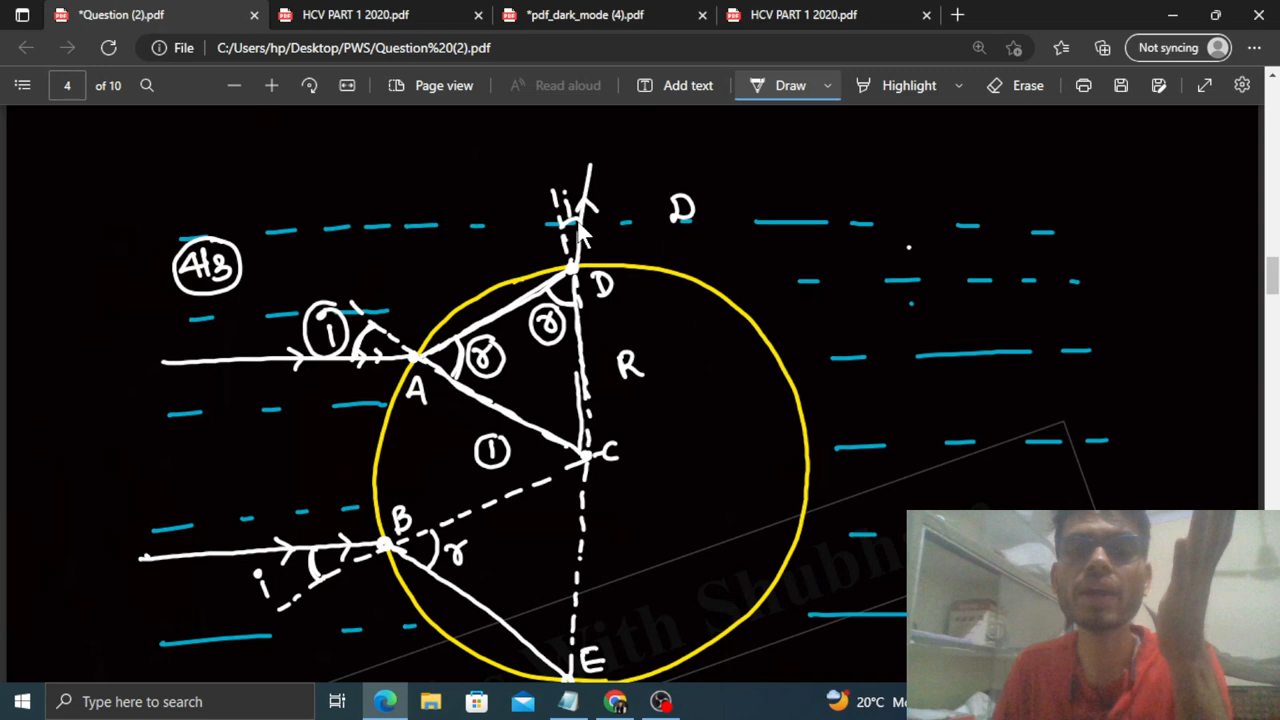 *Question (2).pdf
HCV PART 1 2020.pdf
*pdf_dark_mode (4).pdf
HCV PART 1 2020.pdf
File
C:/Users/hp/Desktop/PWS/Question%20(2).pdf
Not syncing
4
of 10
Page view
Read aloud
Add text
Draw
Highlight
Erase
i
D
4/3
D
i
r
r
R
A
1
C
B
r
i
E
With Shubh
Type here to search
20°C